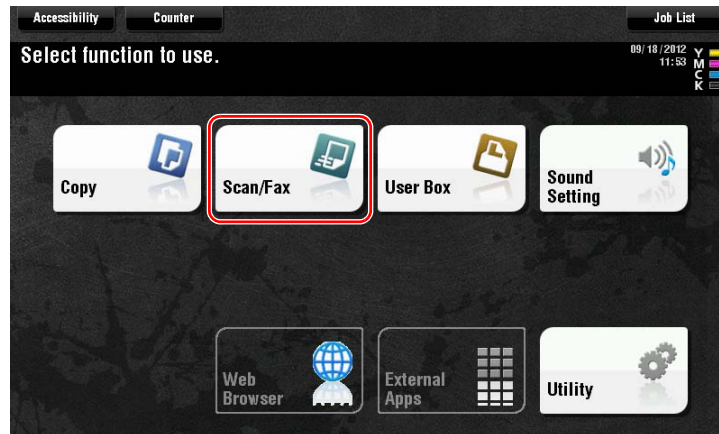 Accessibility
Counter
Job List
Select function to use.
09/18/2012
11:53
Y
M
C
K
Copy
Scan/Fax
User Box
Sound
Setting
Web
Browser
External
Apps
Utility